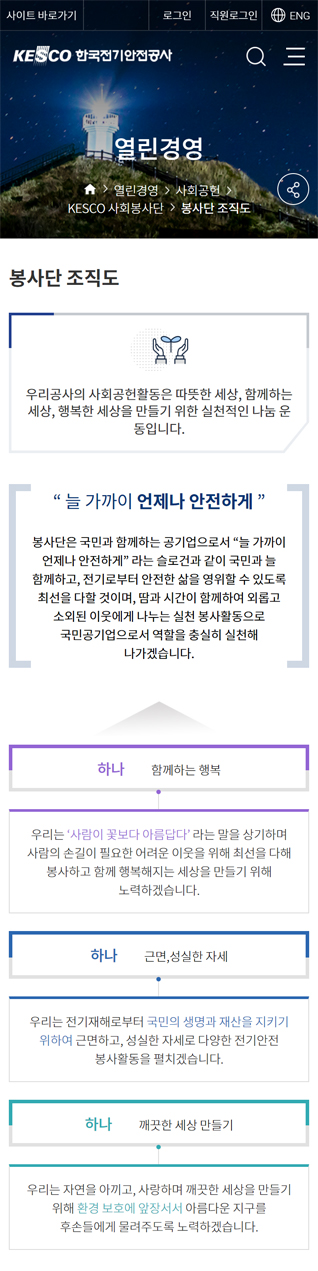 사이트 바로가기
로그인
직원로그인
ENG
KESCO 한국전기안전공사
열린경영
열린경영 > 사회공헌 >
KESCO 사회봉사단 > 봉사단 조직도
봉사단 조직도
우리공사의 사회공헌활동은 따뜻한 세상, 함께하는
세상, 행복한 세상을 만들기 위한 실천적인 나눔 운
동입니다.
“ 늘 가까이 언제나 안전하게 ”
봉사단은 국민과 함께하는 공기업으로서 “늘 가까이
언제나 안전하게” 라는 슬로건과 같이 국민과 늘
함께하고, 전기로부터 안전한 삶을 영위할 수 있도록
최선을 다할 것이며, 땀과 시간이 함께하여 외롭고
소외된 이웃에게 나누는 실천 봉사활동으로
국민공기업으로서 역할을 충실히 실천해
나가겠습니다.
하나 함께하는 행복
우리는 ‘사람이 꽃보다 아름답다’ 라는 말을 상기하며
사람의 손길이 필요한 어려운 이웃을 위해 최선을 다해
봉사하고 함께 행복해지는 세상을 만들기 위해
노력하겠습니다.
하나 근면,성실한 자세
우리는 전기재해로부터 국민의 생명과 재산을 지키기
위하여 근면하고, 성실한 자세로 다양한 전기안전
봉사활동을 펼치겠습니다.
하나 깨끗한 세상 만들기
우리는 자연을 아끼고, 사랑하며 깨끗한 세상을 만들기
위해 환경 보호에 앞장서서 아름다운 지구를
후손들에게 물려주도록 노력하겠습니다.